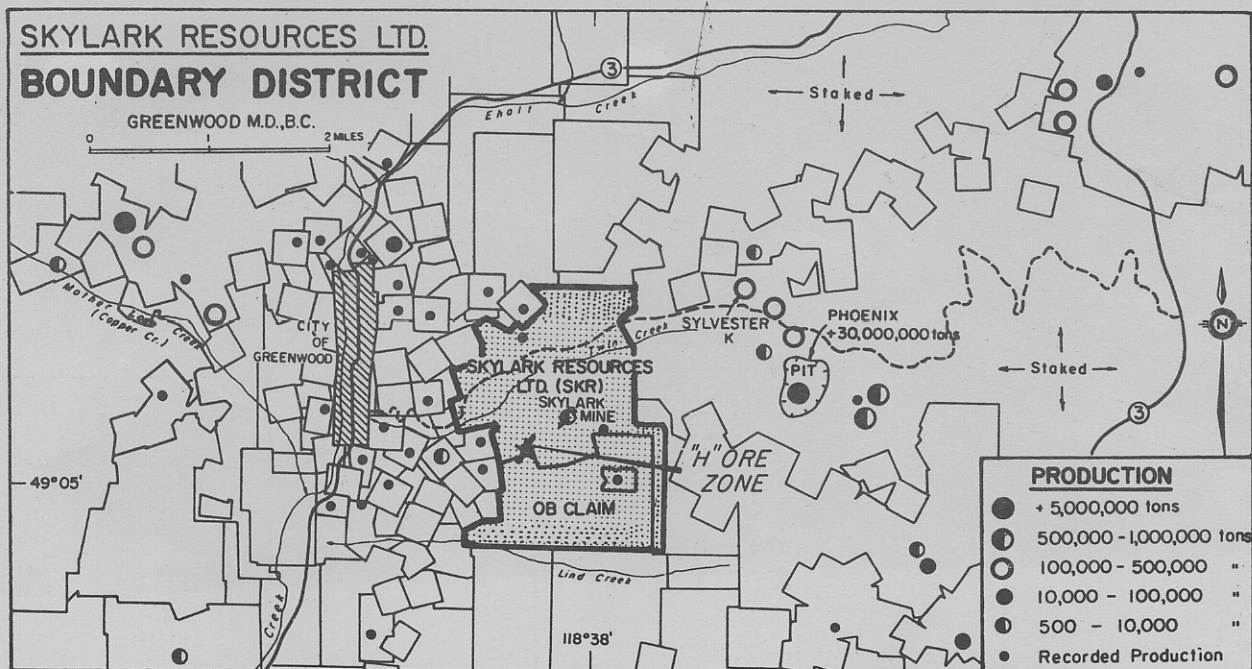 SKYLARK RESOURCES LTD.
BOUNDARY DISTRICT
GREENWOOD M.D.,B.C.
0 1 2 MILES
3
Eholt Creek
Staked
Mother Lode Creek
(Copper Cr.)
CITY
OF
GREENWOOD
SYLVESTER
K
Twin Creek
PHOENIX
+30,000,000 tons
PIT
N
SKYLARK RESOURCES
LTD. (SKR)
SKYLARK
MINE
Staked
3
"H" ORE
ZONE
49°05'
OB CLAIM
Lind Creek
Creek
118°38'
PRODUCTION
+ 5,000,000 tons
500,000 - 1,000,000 tons
100,000 - 500,000 "
10,000 - 100,000 "
500 - 10,000 "
Recorded Production